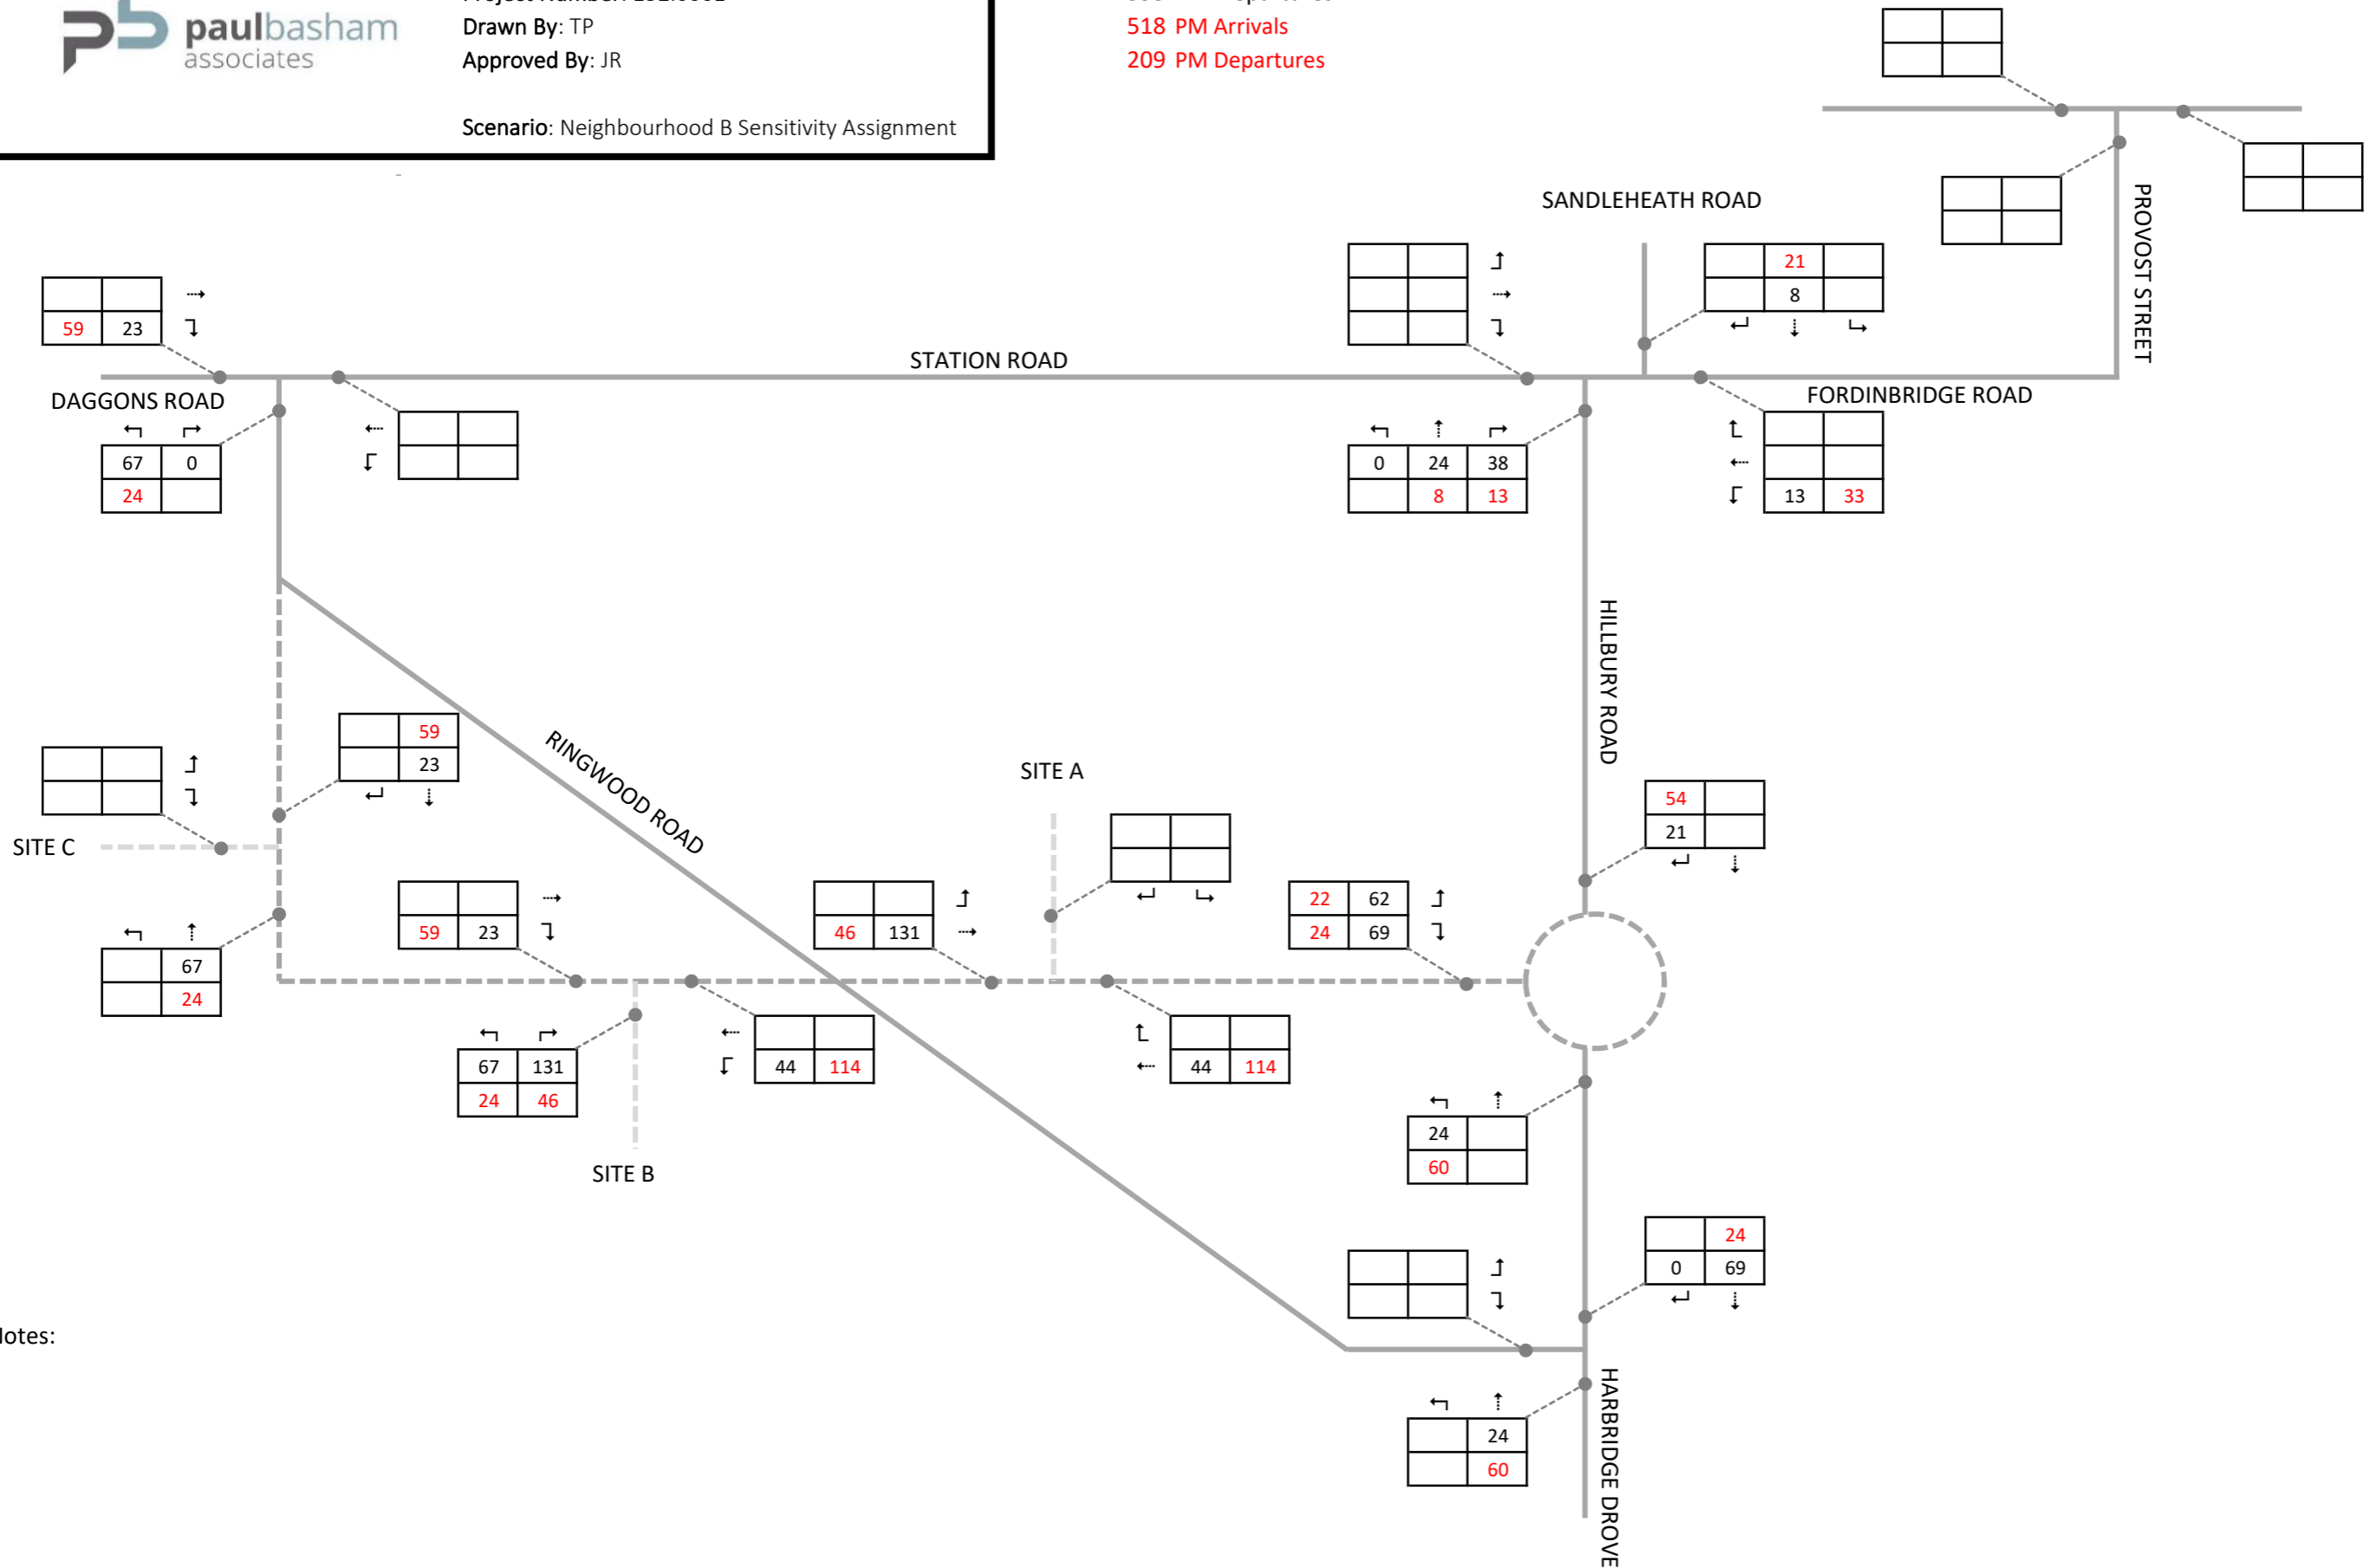 paulbasham
associates
Drawn By: TP
Approved By: JR
Scenario: Neighbourhood B Sensitivity Assignment
518 PM Arrivals
209 PM Departures
SANDLEHEATH ROAD
PROVOST STREET
21
8
59 23
STATION ROAD
DAGGONS ROAD
FORDINBRIDGE ROAD
67 0
24
0 24 38
8 13
13 33
HILLBURY ROAD
59
23
RINGWOOD ROAD
SITE A
54
21
SITE C
59 23
46 131
22 62
24 69
67
24
67 131
24 46
44 114
44 114
24
60
SITE B
24
0 69
24
60
HARBRIDGE DROVE